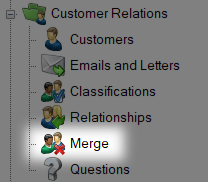 Customer Relations
Customers
Emails and Letters
Classifications
Relationships
Merge
Questions